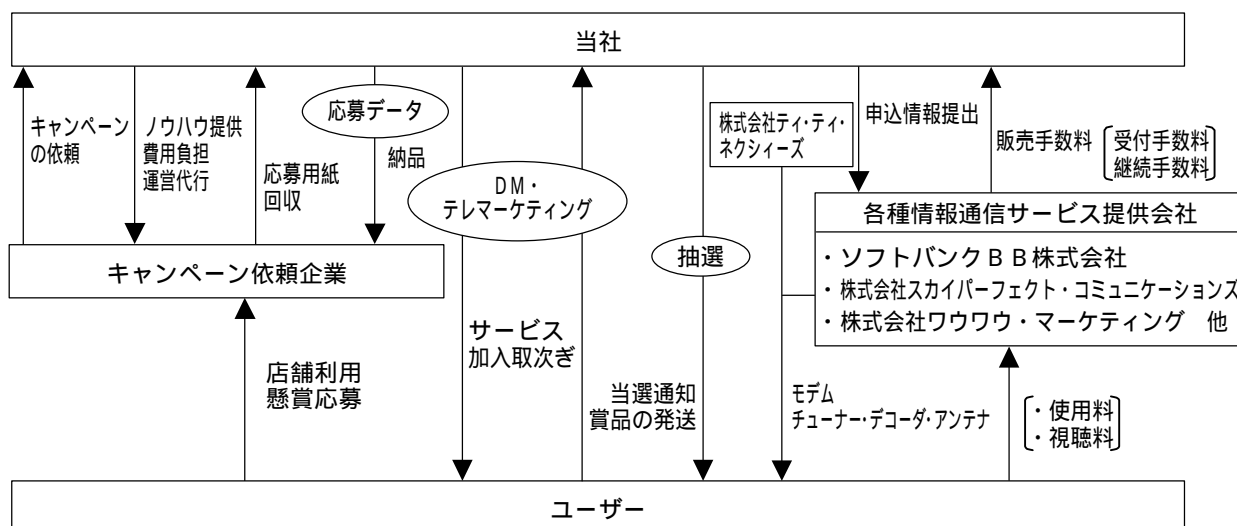 当社
キャンペーン
の依頼
ノウハウ提供
費用負担
運営代行
応募用紙
回収
応募データ
納品
DM・
テレマーケティング
サービス
加入取次ぎ
抽選
当選通知
賞品の発送
株式会社ティ・ティ・
ネクシィーズ
モデム
チューナー・デコーダ・アンテナ
申込情報提出
販売手数料
受付手数料
継続手数料
各種情報通信サービス提供会社
・ソフトバンクBB株式会社
・株式会社スカイパーフェクト・コミュニケーションズ
・株式会社ワウワウ・マーケティング 他
キャンペーン依頼企業
店舗利用
懸賞応募
・使用料
・視聴料
ユーザー